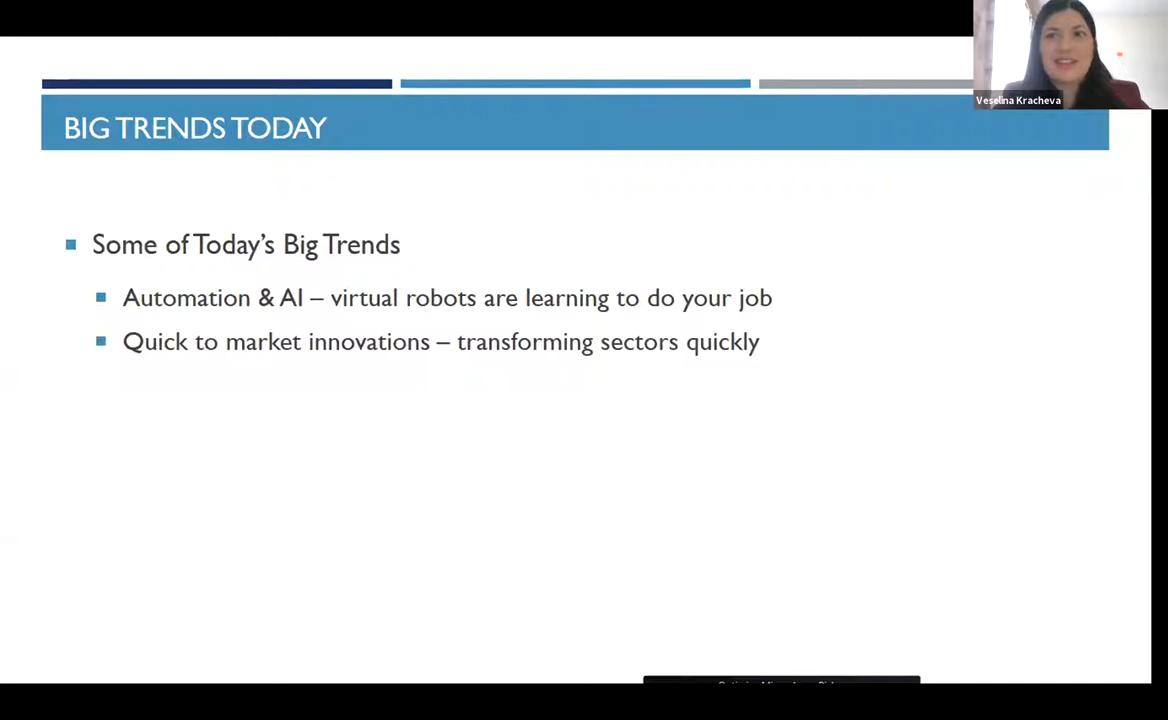 Veselina Kracheva
BIG TRENDS TODAY
Some of Today's Big Trends
Automation & AI – virtual robots are learning to do your job
Quick to market innovations – transforming sectors quickly